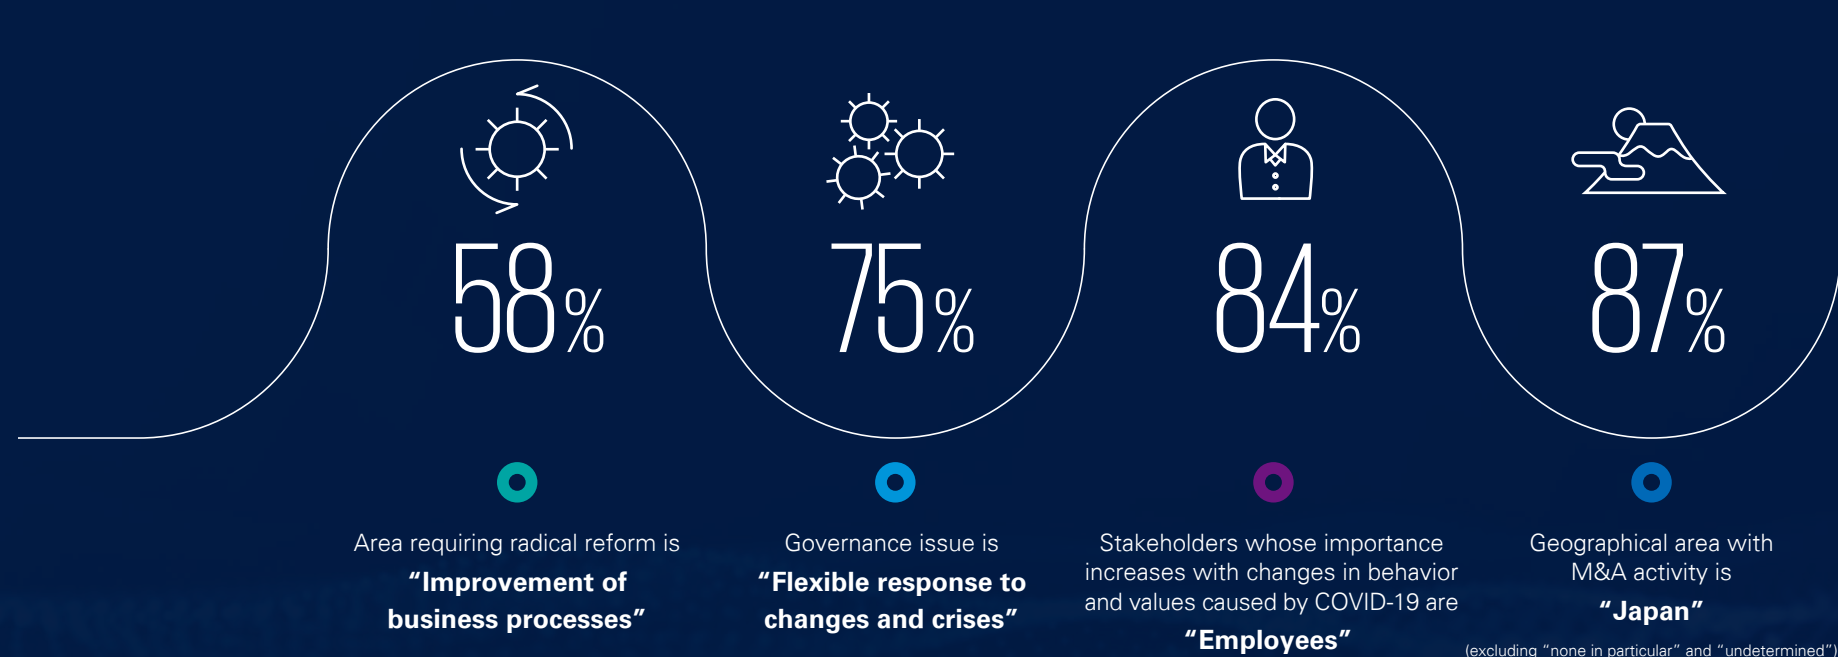 58%
75%
84%
87%
Area requiring radical reform is
“Improvement of
business processes”
Governance issue is
“Flexible response to
changes and crises”
Stakeholders whose importance
increases with changes in behavior
and values caused by COVID-19 are
“Employees”
Geographical area with
M&A activity is
“Japan”
(excluding “none in particular” and “undetermined”)